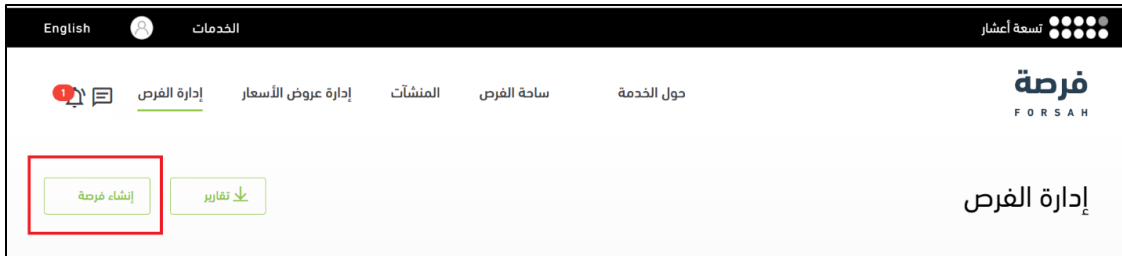 تسعة أعشار
الخدمات
English
فرصة
FORSAH
حول الخدمة
ساحة الفرص
المنشآت
إدارة عروض الأسعار
إدارة الفرص
1
إدارة الفرص
تقارير
إنشاء فرصة